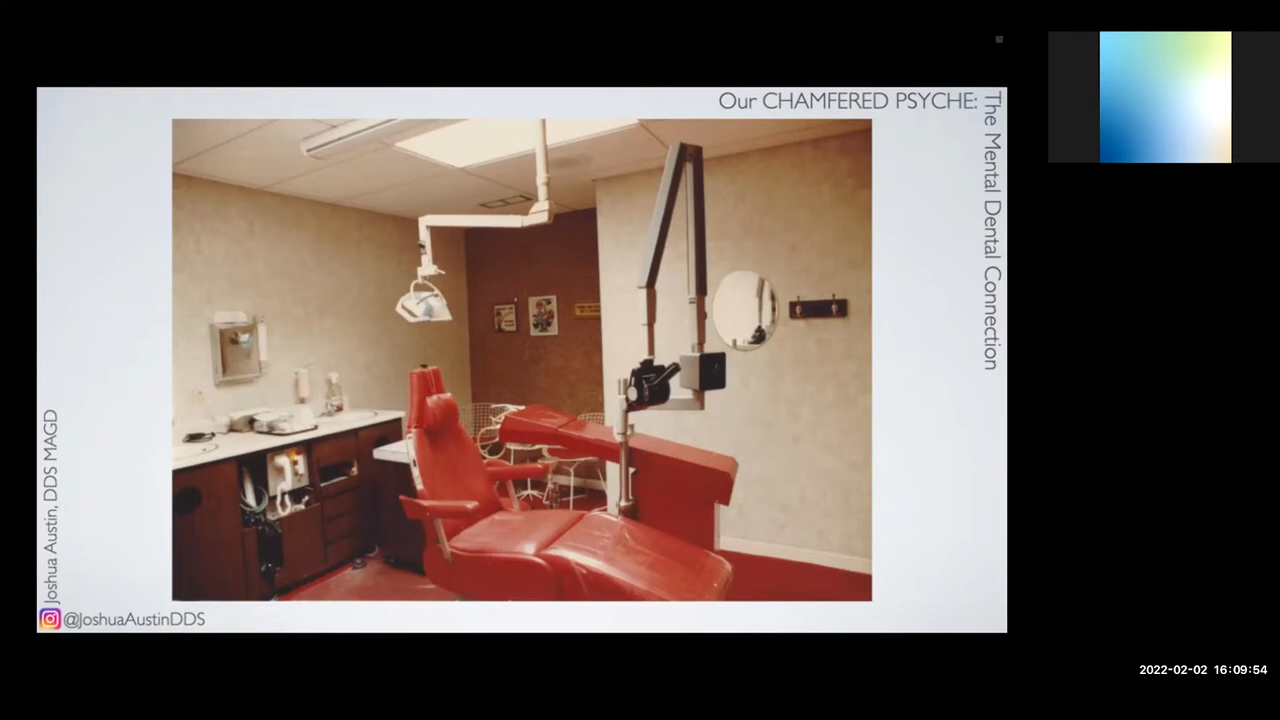 Our CHAMFERED PSYCHE:
The Mental Dental Connection
Joshua Austin, DDS MAGD
@JoshuaAustinDDS
2022-02-02 16:09:54